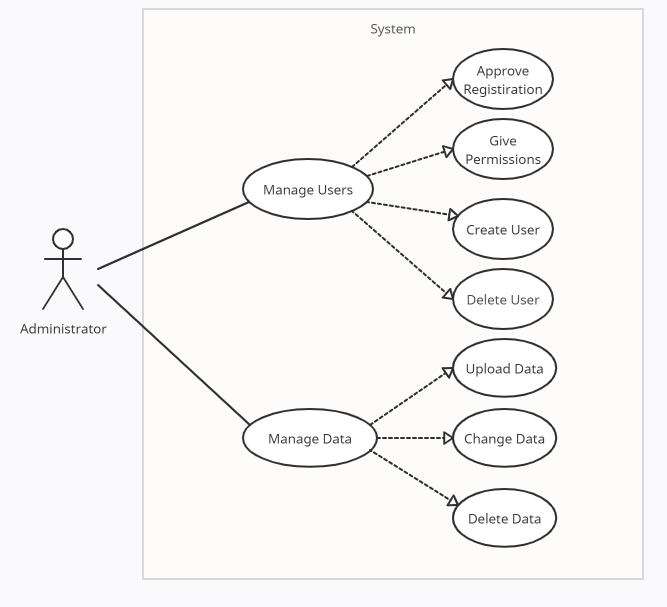 System
Approve
Registiration
Give
Permissions
Manage Users
Create User
Delete User
Administrator
Upload Data
Manage Data
Change Data
Delete Data